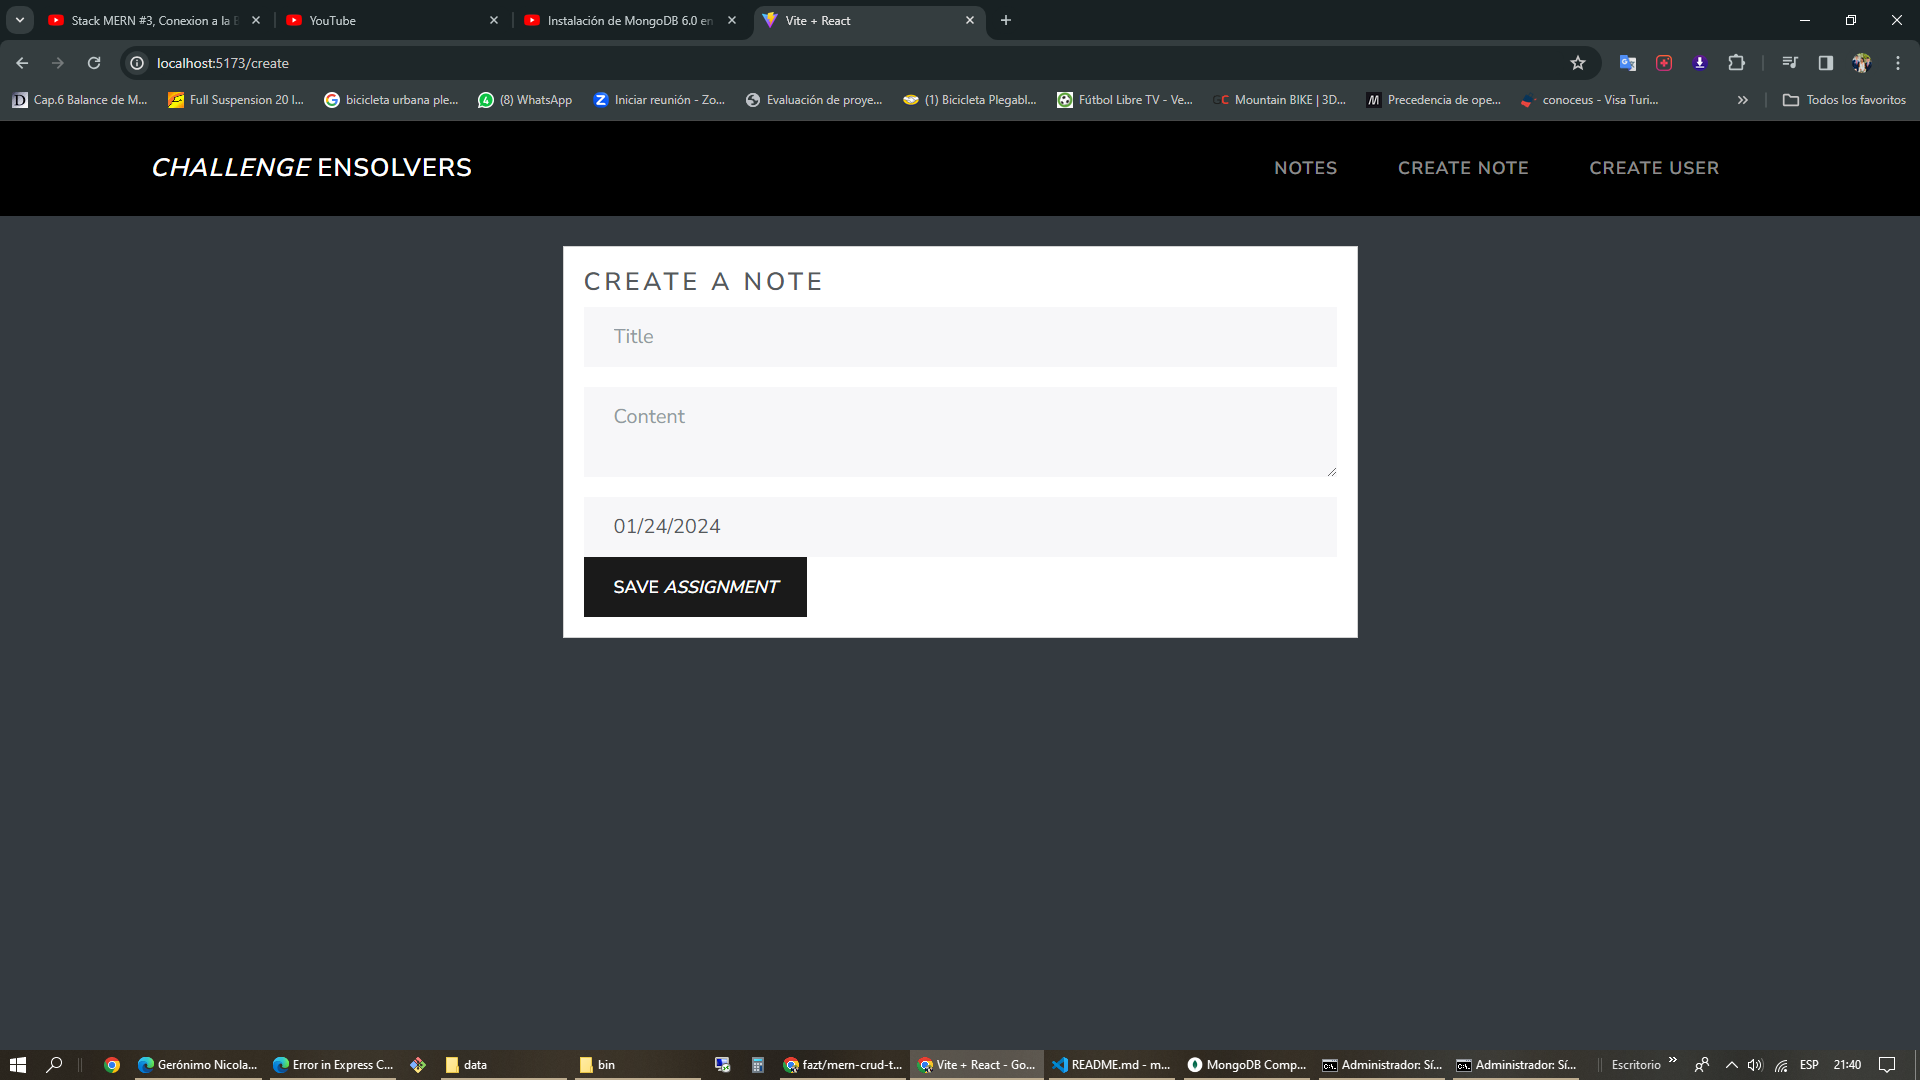 Stack MERN #3, Conexion a la B
YouTube
Instalación de MongoDB 6.0 en
Vite + React
localhost:5173/create
Cap.6 Balance de M...
Full Suspension 20 I...
bicicleta urbana ple...
(8) WhatsApp
Iniciar reunión - Zo...
Evaluación de proye...
(1) Bicicleta Plegabl...
Fútbol Libre TV - Ve...
Mountain BIKE | 3D...
Precedencia de ope...
conoceus - Visa Turi...
Todos los favoritos
CHALLENGE ENSOLVERS
NOTES
CREATE NOTE
CREATE USER
CREATE A NOTE
Title
Content
01/24/2024
SAVE ASSIGNMENT
Gerónimo Nicola...
Error in Express C...
data
bin
fazt/mern-crud-t...
Vite + React - Go...
README.md - m...
MongoDB Comp...
Administrador: Sí...
Administrador: Sí...
Escritorio
ESP
21:40